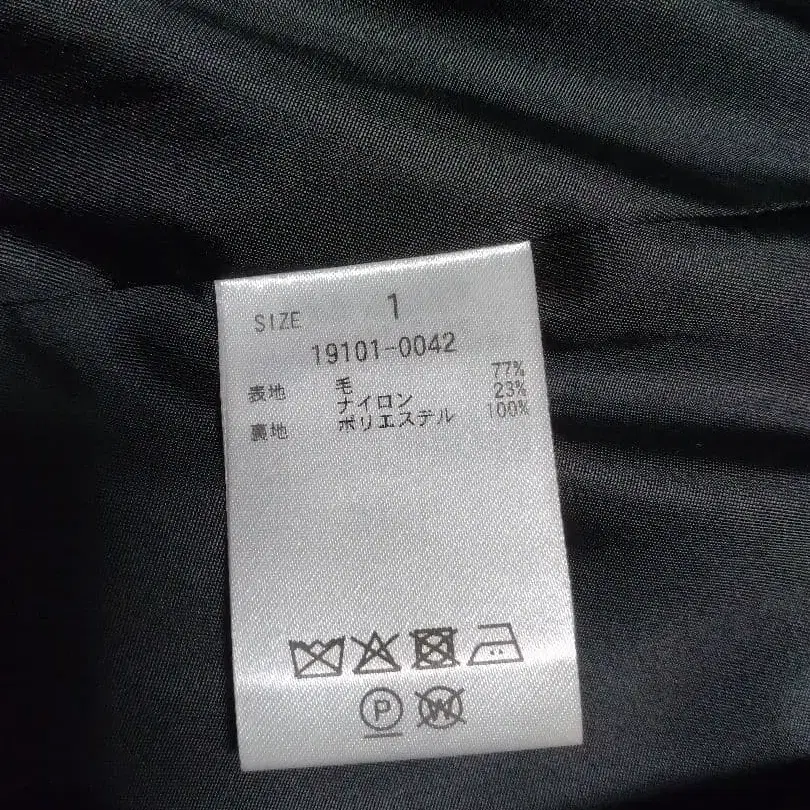 SIZE 1
19101-0042
表地 毛 77%
ナイロン 23%
裏地 ポリエステル 100%
P W